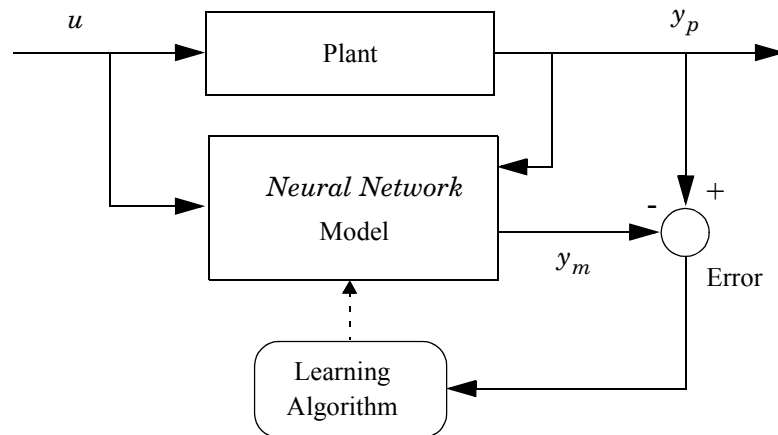 u
y_p
Plant
Neural Network
Model
- +
y_m
Error
Learning
Algorithm